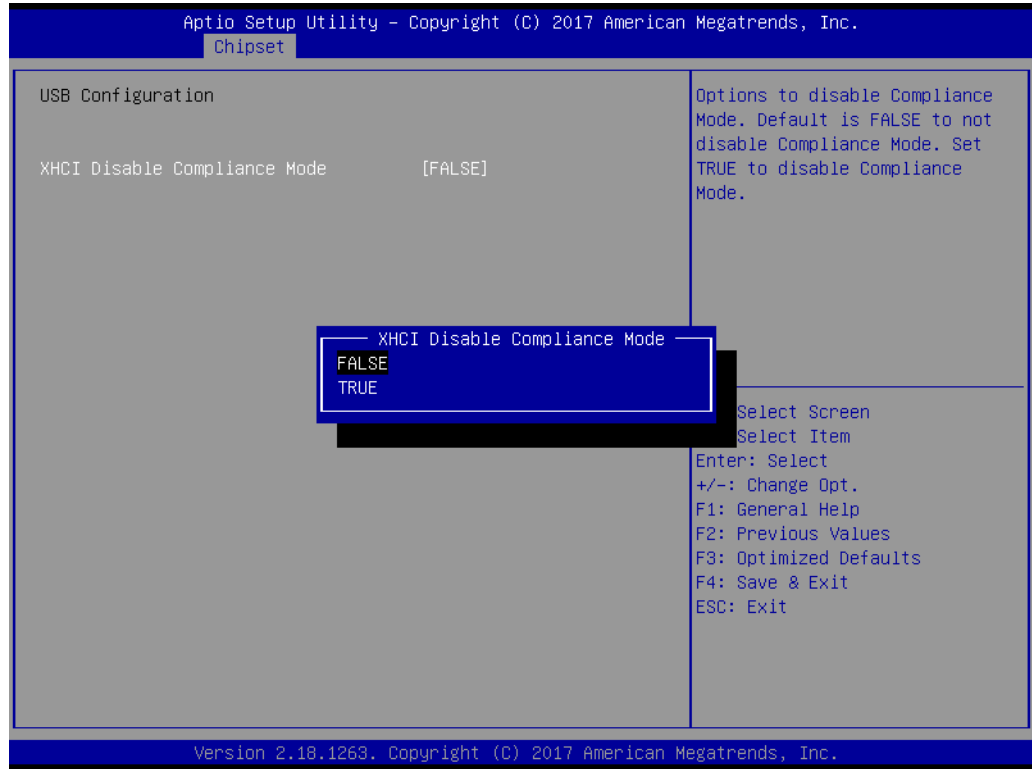 Aptio Setup Utility – Copyright (C) 2017 American Megatrends, Inc.
Chipset
USB Configuration
XHCI Disable Compliance Mode [FALSE]
Options to disable Compliance
Mode. Default is FALSE to not
disable Compliance Mode. Set
TRUE to disable Compliance
Mode.
XHCI Disable Compliance Mode
FALSE
TRUE
Select Screen
Select Item
Enter: Select
+/-: Change Opt.
F1: General Help
F2: Previous Values
F3: Optimized Defaults
F4: Save & Exit
ESC: Exit
Version 2.18.1263. Copyright (C) 2017 American Megatrends, Inc.